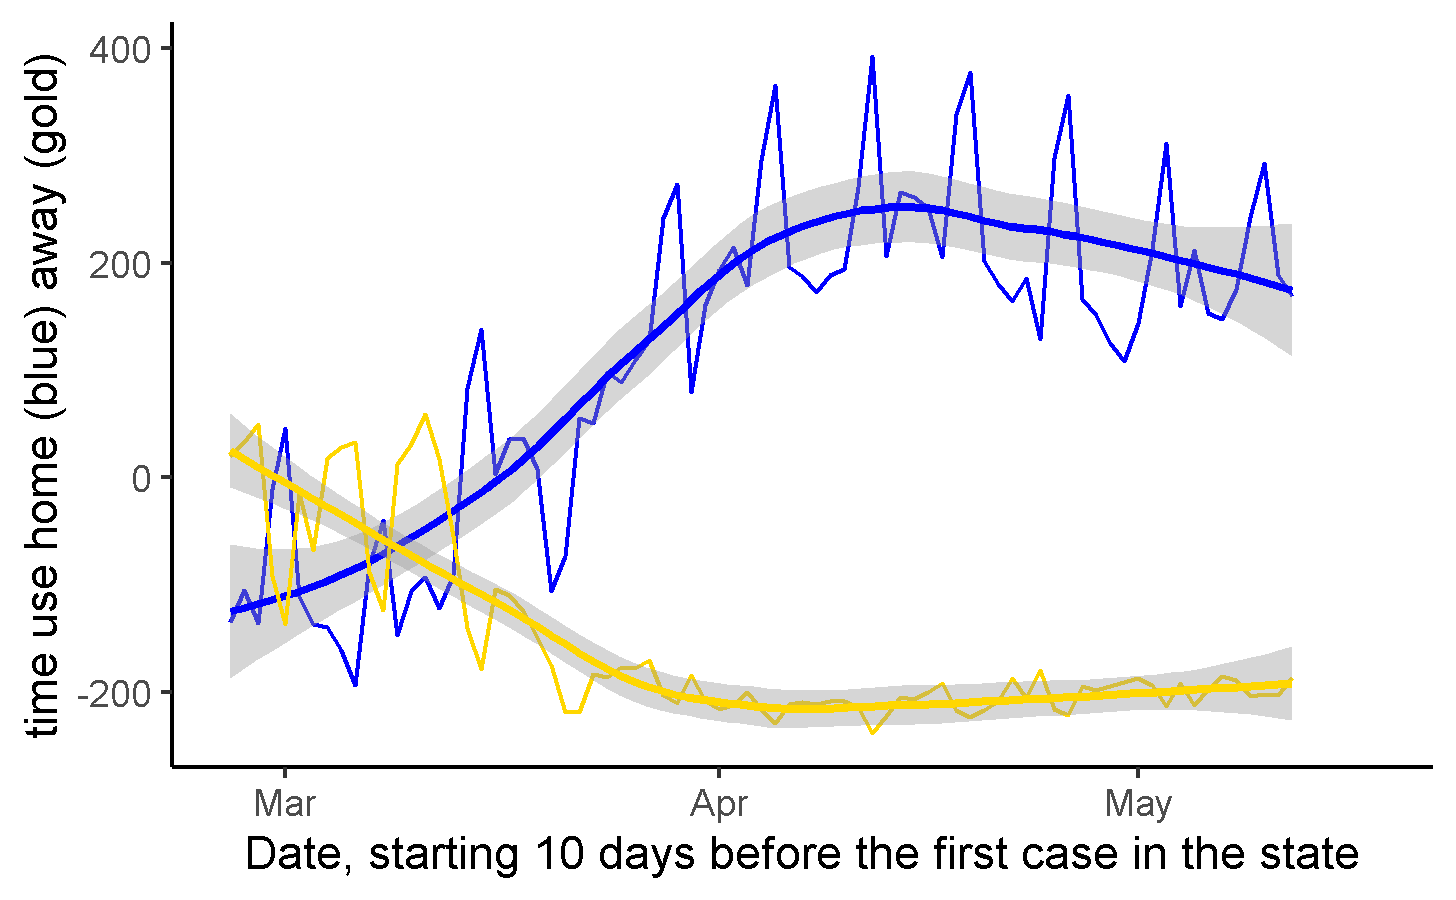 time use home (blue) away (gold)
400
200
0
-200
Mar Apr May
Date, starting 10 days before the first case in the state